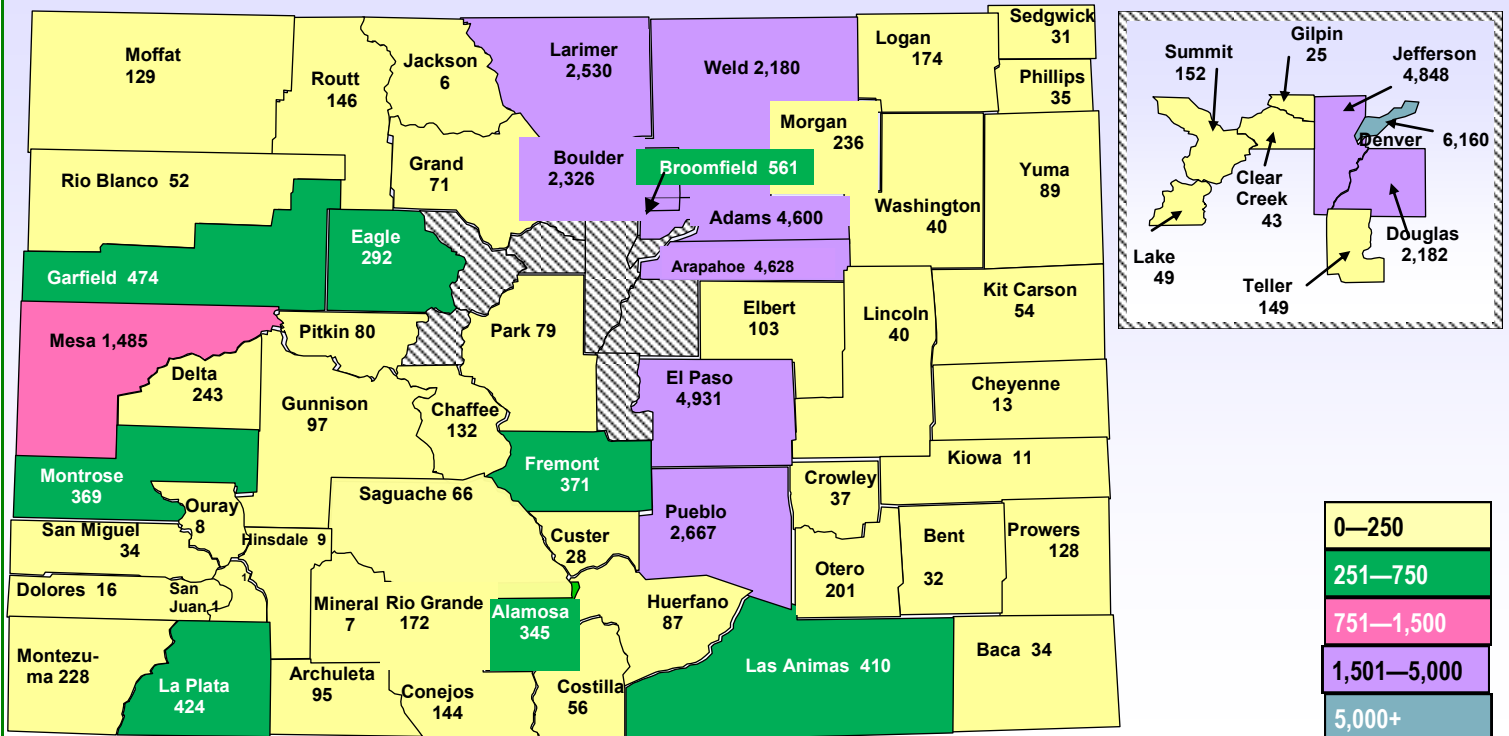 Moffat
129
Routt
146
Jackson
6
Larimer
2,530
Weld 2,180
Logan
174
Sedgwick
31
Phillips
35
Morgan
236
Grand
71
Boulder
2,326
Broomfield 561
Rio Blanco 52
Yuma
89
Washington
40
Adams 4,600
Eagle
292
Garfield 474
Arapahoe 4,628
Kit Carson
54
Elbert
103
Lincoln
40
Mesa 1,485
Pitkin 80
Park 79
Delta
243
El Paso
4,931
Cheyenne
13
Gunnison
97
Chaffee
132
Kiowa 11
Montrose
369
Fremont
371
Crowley
37
Saguache 66
Ouray
8
Pueblo
2,667
San Miguel
34
Hinsdale 9
Custer
28
Bent
32
Prowers
128
Otero
201
Dolores 16
San
Juan 1
1
Mineral
7
Rio Grande
172
Alamosa
345
Huerfano
87
Montezu-
ma 228
La Plata
424
Archuleta
95
Conejos
144
Costilla
56
Las Animas 410
Baca 34
Gilpin
25
Summit
152
Jefferson
4,848
Denver 6,160
Clear
Creek
43
Douglas
2,182
Lake
49
Teller
149
0—250
251—750
751—1,500
1,501—5,000
5,000+